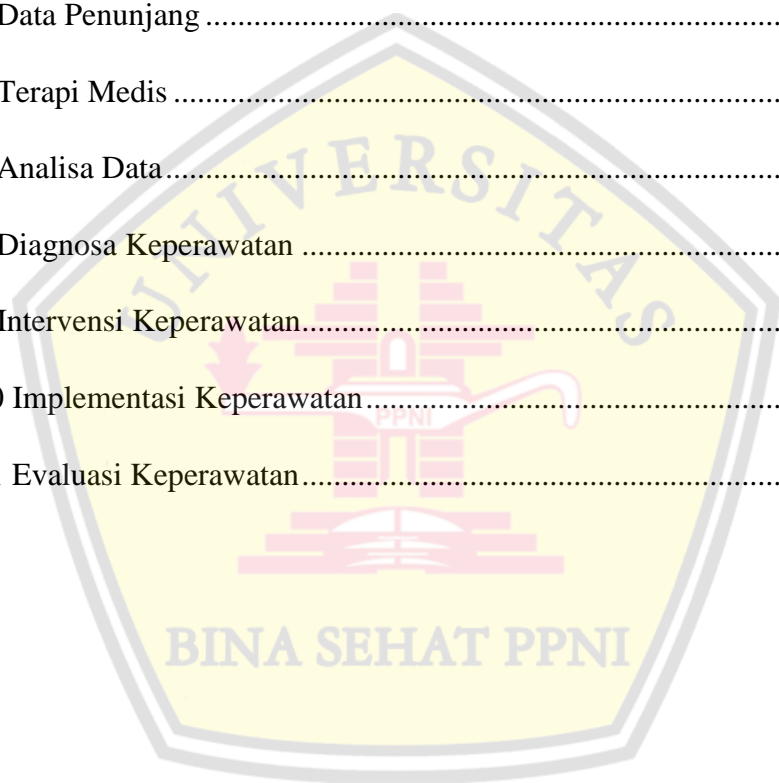 Data Penunjang ................................................................................
Terapi Medis ................................................................................
Analisa Data ................................................................................
Diagnosa Keperawatan ................................................................................
Intervensi Keperawatan ................................................................................
0 Implementasi Keperawatan ................................................................................
Evaluasi Keperawatan ................................................................................
UNIVERSITAS
PPNI
BINA SEHAT PPNI